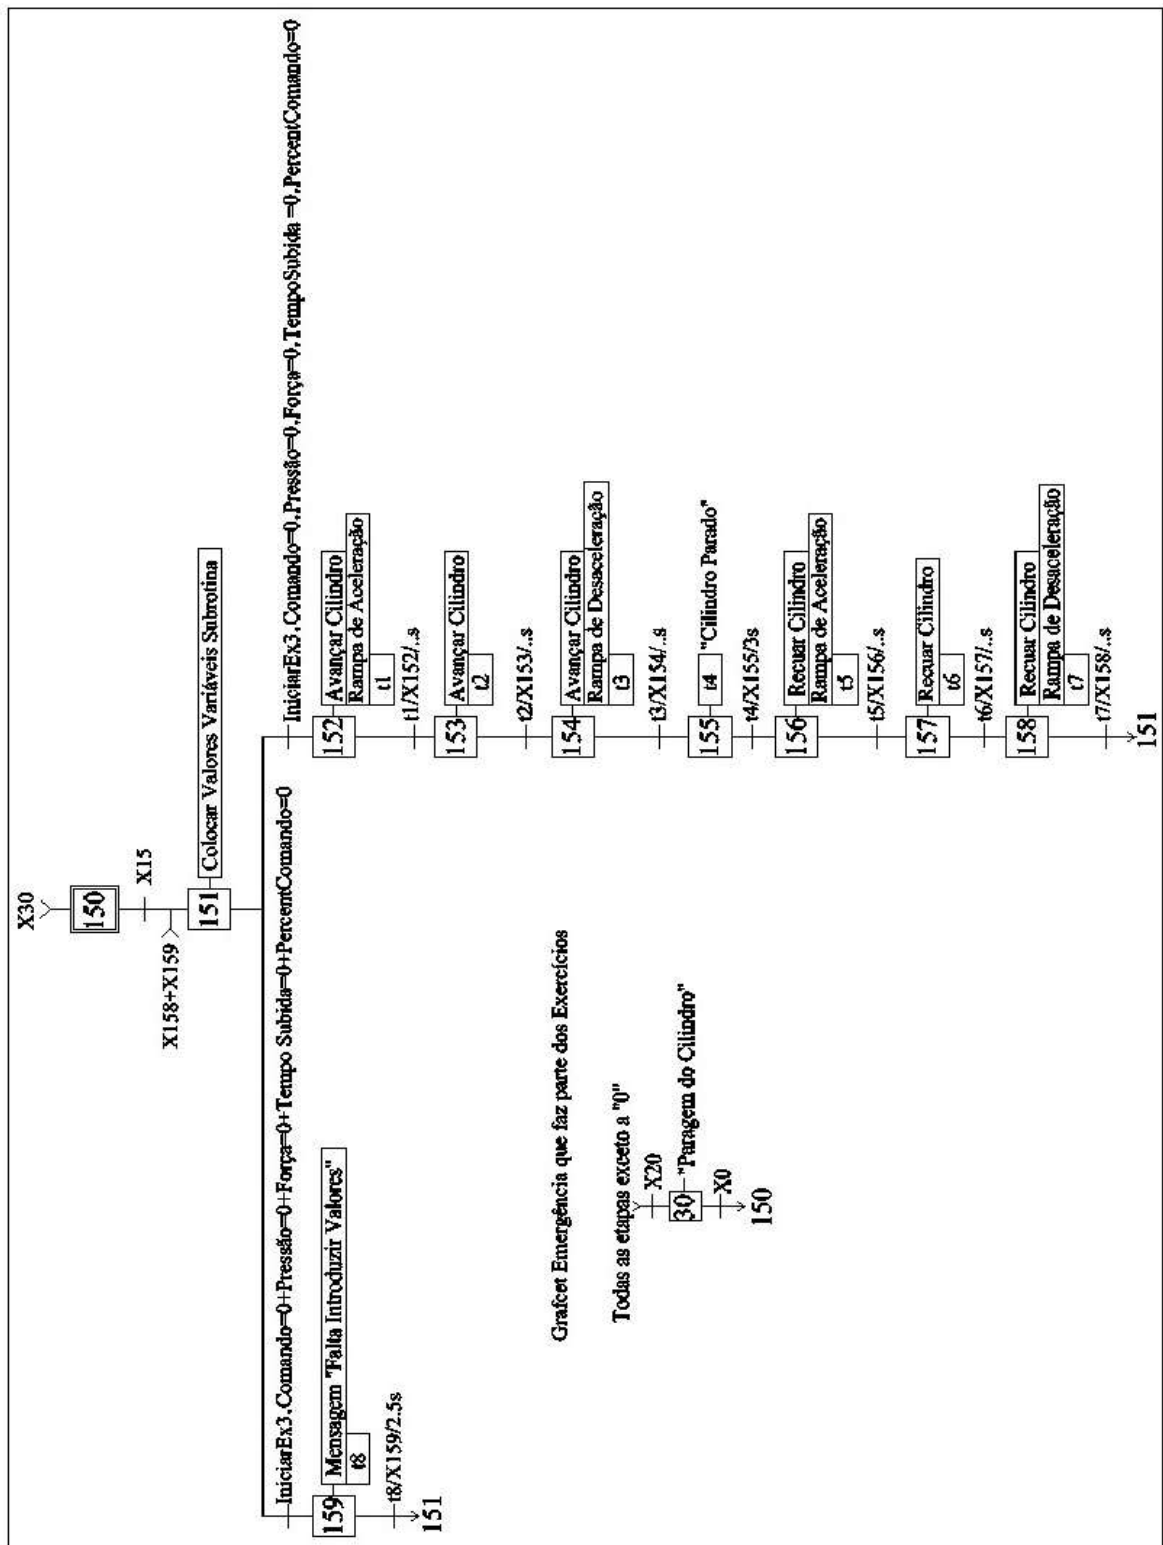 X30
150
X15
X158+X159
151
Colocar Valores Variáveis Subrotina
IniciarEx3.Comando=0+Pressão=0+Força=0+Tempo Subida=0+PercentComando=0
IniciarEx3.Comando=0.Pressão=0.Força=0.TempoSubida =0.PercentComando=0
159
Mensagem "Falta Introduzir Valores"
t8
t8/X159/2.5s
151
152
Avançar Cilindro
Rampa de Aceleração
t1
t1/X152/..s
153
Avançar Cilindro
t2
t2/X153/..s
154
Avançar Cilindro
Rampa de Desaceleração
t3
t3/X154/..s
155
t4
"Cilindro Parado"
t4/X155/3s
156
Recuar Cilindro
Rampa de Aceleração
t5
t5/X156/..s
157
Recuar Cilindro
t6
t6/X157/..s
158
Recuar Cilindro
Rampa de Desaceleração
t7
t7/X158/..s
151
Grafcet Emergência que faz parte dos Exercícios
Todas as etapas exceto a "0"
X20
30
"Paragem do Cilindro"
X0
150